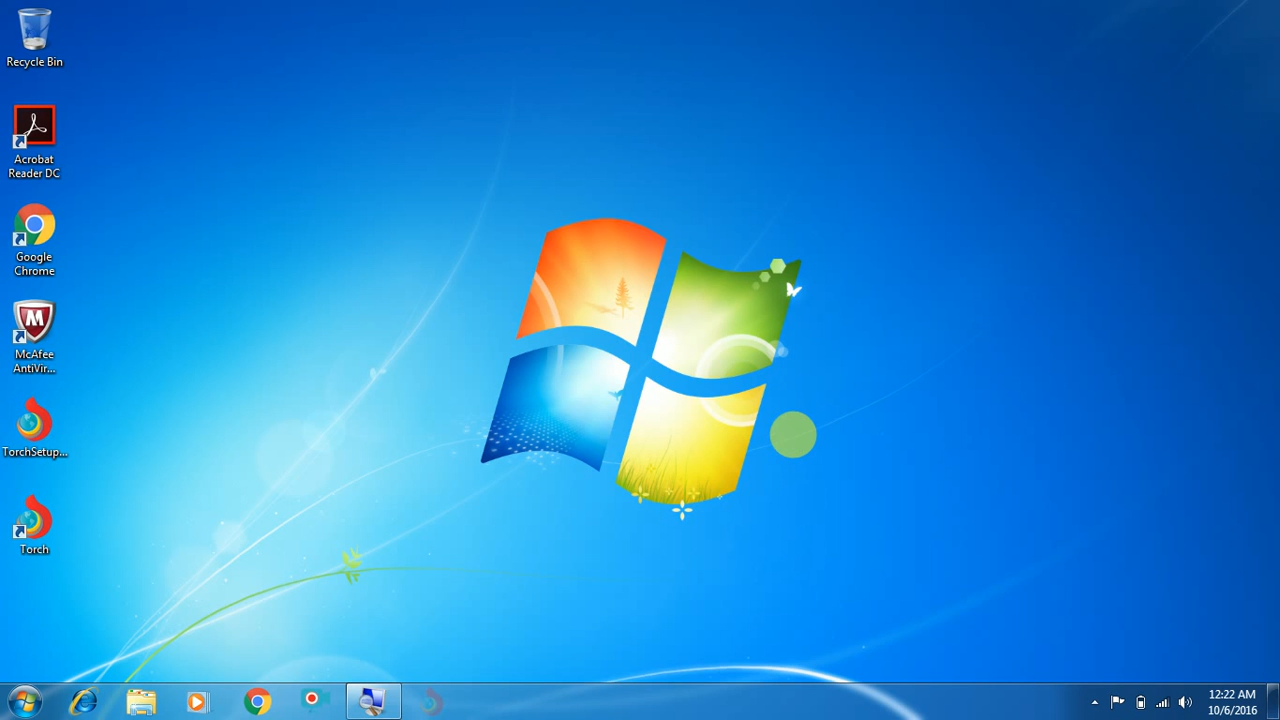 Recycle Bin
Acrobat
Reader DC
Google
Chrome
McAfee
AntiVir...
TorchSetup...
Torch
12:22 AM
10/6/2016